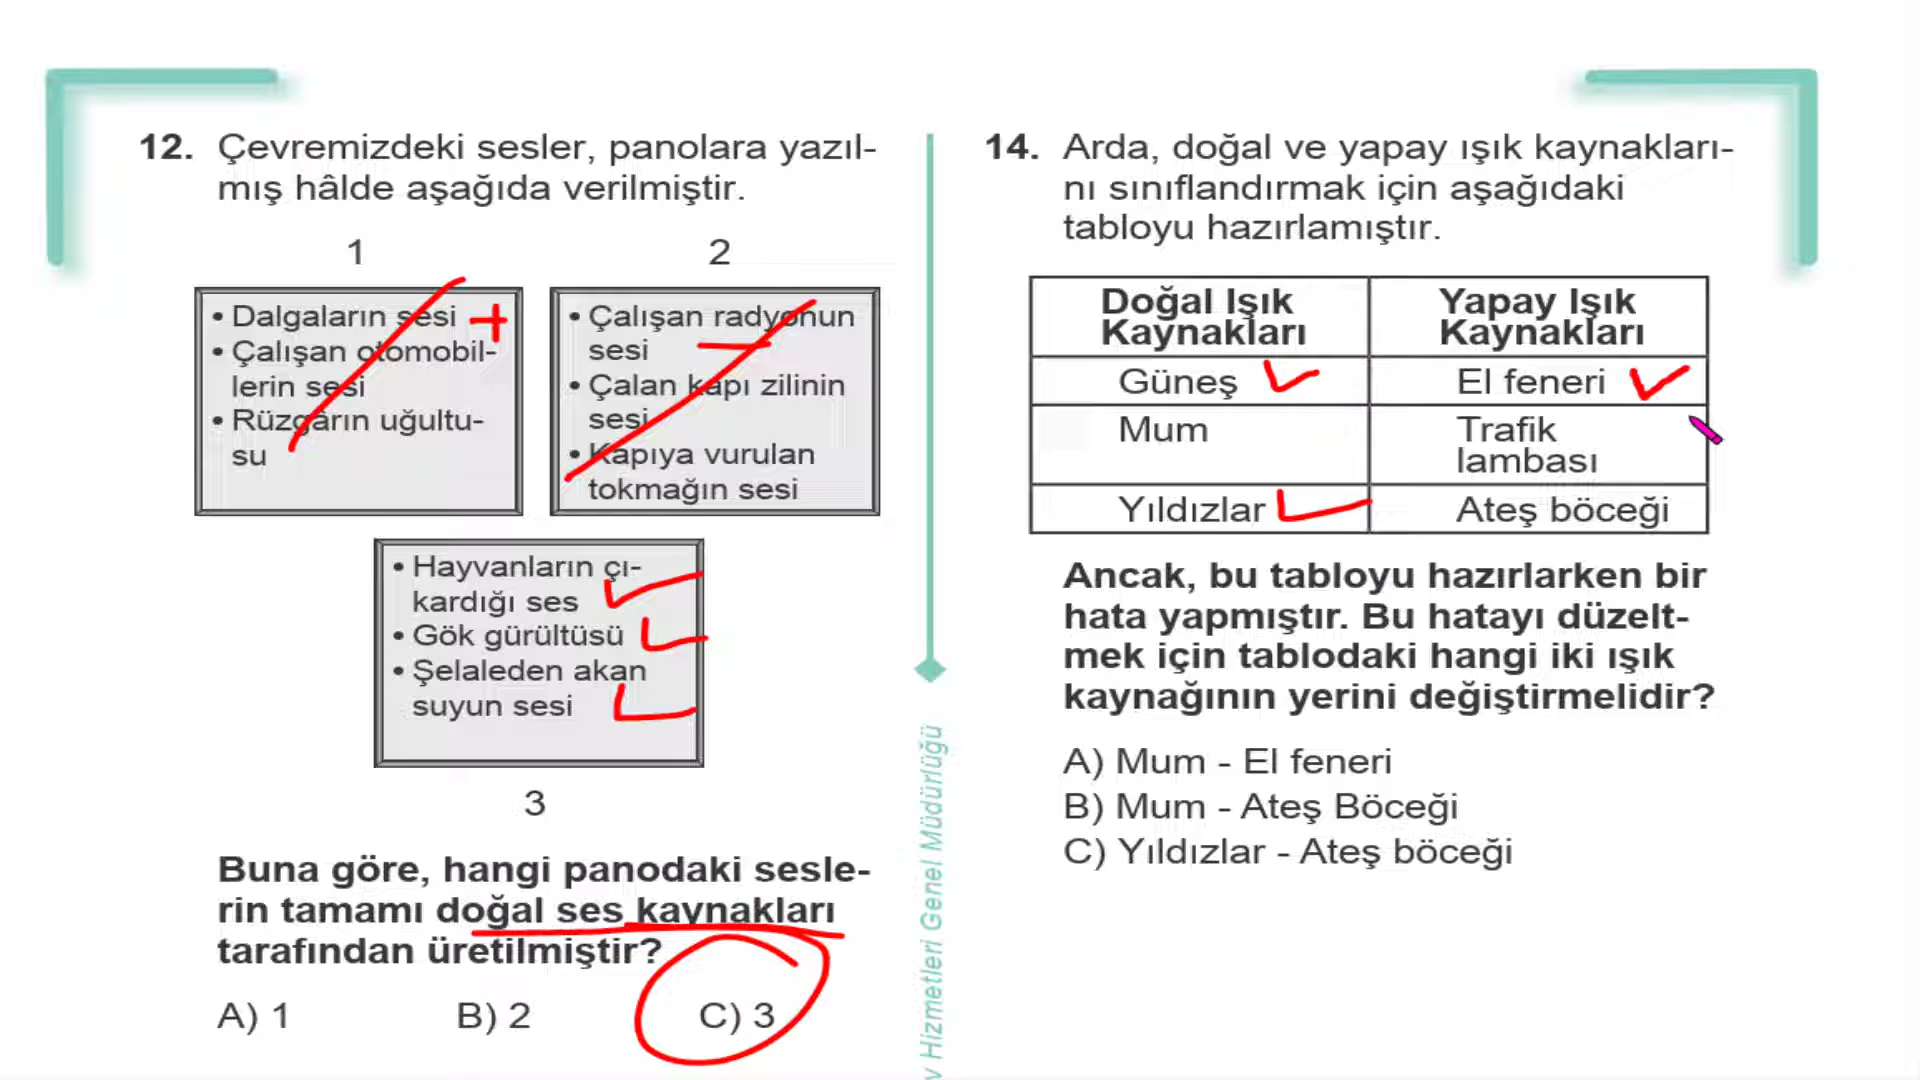 12. Çevremizdeki sesler, panolara yazıl-
mış hâlde aşağıda verilmiştir.
1
• Dalgaların sesi
• Çalışan otomobil-
lerin sesi
• Rüzgârın uğultu-
su
2
• Çalışan radyonun
sesi
• Çalan kapı zilinin
sesi
• Kapıya vurulan
tokmağın sesi
• Hayvanların çı-
kardığı ses
• Gök gürültüsü
• Şelaleden akan
suyun sesi
3
Buna göre, hangi panodaki sesle-
rin tamamı doğal ses kaynakları
tarafından üretilmiştir?
A) 1 B) 2 C) 3
v Hizmetleri Genel Müdürlüğü
14. Arda, doğal ve yapay ışık kaynakları-
nı sınıflandırmak için aşağıdaki
tabloyu hazırlamıştır.
Doğal Işık
Kaynakları
Yapay Işık
Kaynakları
Güneş El feneri
Mum Trafik
lambası
Yıldızlar Ateş böceği
Ancak, bu tabloyu hazırlarken bir
hata yapmıştır. Bu hatayı düzelt-
mek için tablodaki hangi iki ışık
kaynağının yerini değiştirmelidir?
A) Mum - El feneri
B) Mum - Ateş Böceği
C) Yıldızlar - Ateş böceği